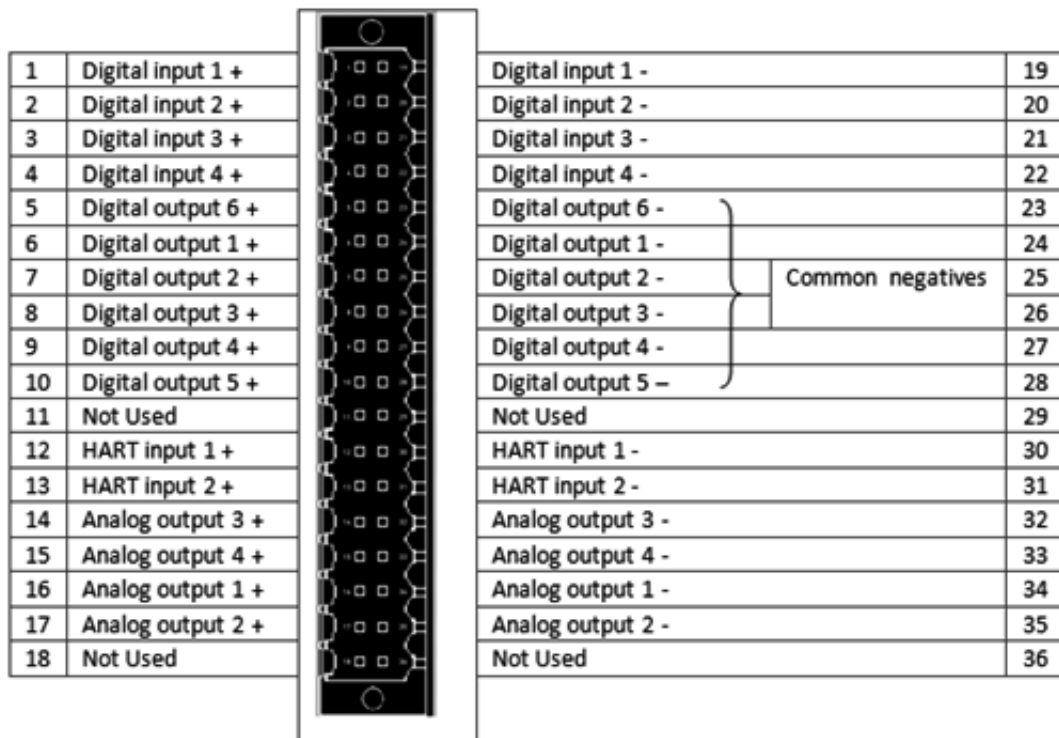 1 Digital input 1 + Digital input 1 - 19
2 Digital input 2 + Digital input 2 - 20
3 Digital input 3 + Digital input 3 - 21
4 Digital input 4 + Digital input 4 - 22
5 Digital output 6 + Digital output 6 - 23
6 Digital output 1 + Digital output 1 - 24
7 Digital output 2 + Digital output 2 - Common negatives 25
8 Digital output 3 + Digital output 3 - 26
9 Digital output 4 + Digital output 4 - 27
10 Digital output 5 + Digital output 5 – 28
11 Not Used Not Used 29
12 HART input 1 + HART input 1 - 30
13 HART input 2 + HART input 2 - 31
14 Analog output 3 + Analog output 3 - 32
15 Analog output 4 + Analog output 4 - 33
16 Analog output 1 + Analog output 1 - 34
17 Analog output 2 + Analog output 2 - 35
18 Not Used Not Used 36